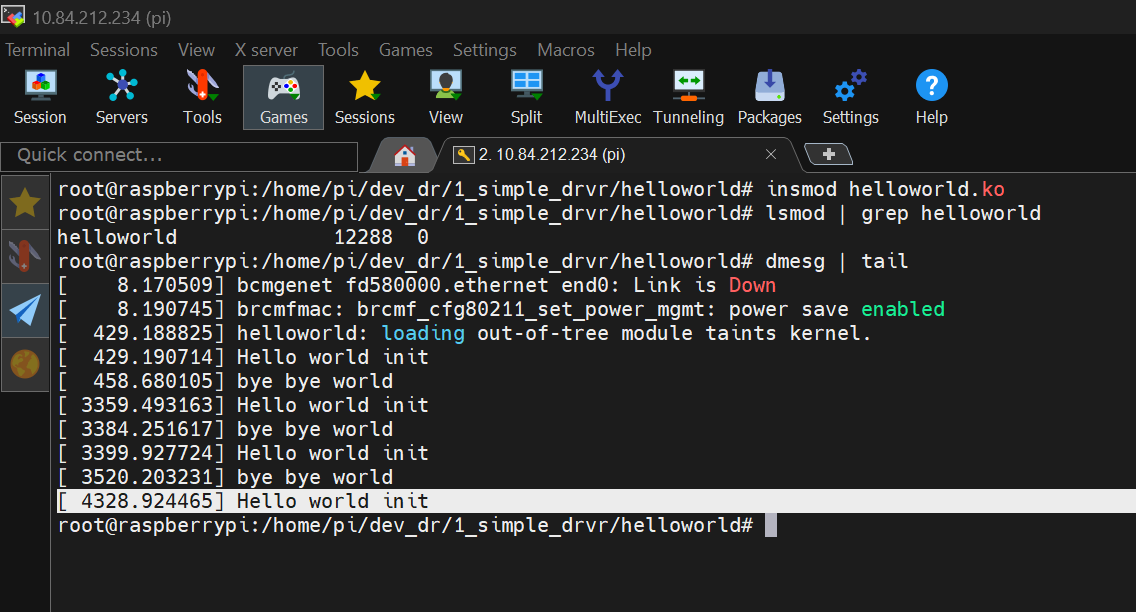 10.84.212.234 (pi)
Terminal Sessions View X server Tools Games Settings Macros Help
Session Servers Tools Games Sessions View Split MultiExec Tunneling Packages Settings Help
Quick connect... 2. 10.84.212.234 (pi)
root@raspberrypi:/home/pi/dev_dr/1_simple_drvr/helloworld# insmod helloworld.ko
root@raspberrypi:/home/pi/dev_dr/1_simple_drvr/helloworld# lsmod | grep helloworld
helloworld             12288  0
root@raspberrypi:/home/pi/dev_dr/1_simple_drvr/helloworld# dmesg | tail
[    8.170509] bcmgenet fd580000.ethernet end0: Link is Down
[    8.190745] brcmfmac: brcmf_cfg80211_set_power_mgmt: power save enabled
[  429.188825] helloworld: loading out-of-tree module taints kernel.
[  429.190714] Hello world init
[  458.680105] bye bye world
[ 3359.493163] Hello world init
[ 3384.251617] bye bye world
[ 3399.927724] Hello world init
[ 3520.203231] bye bye world
[ 4328.924465] Hello world init
root@raspberrypi:/home/pi/dev_dr/1_simple_drvr/helloworld#